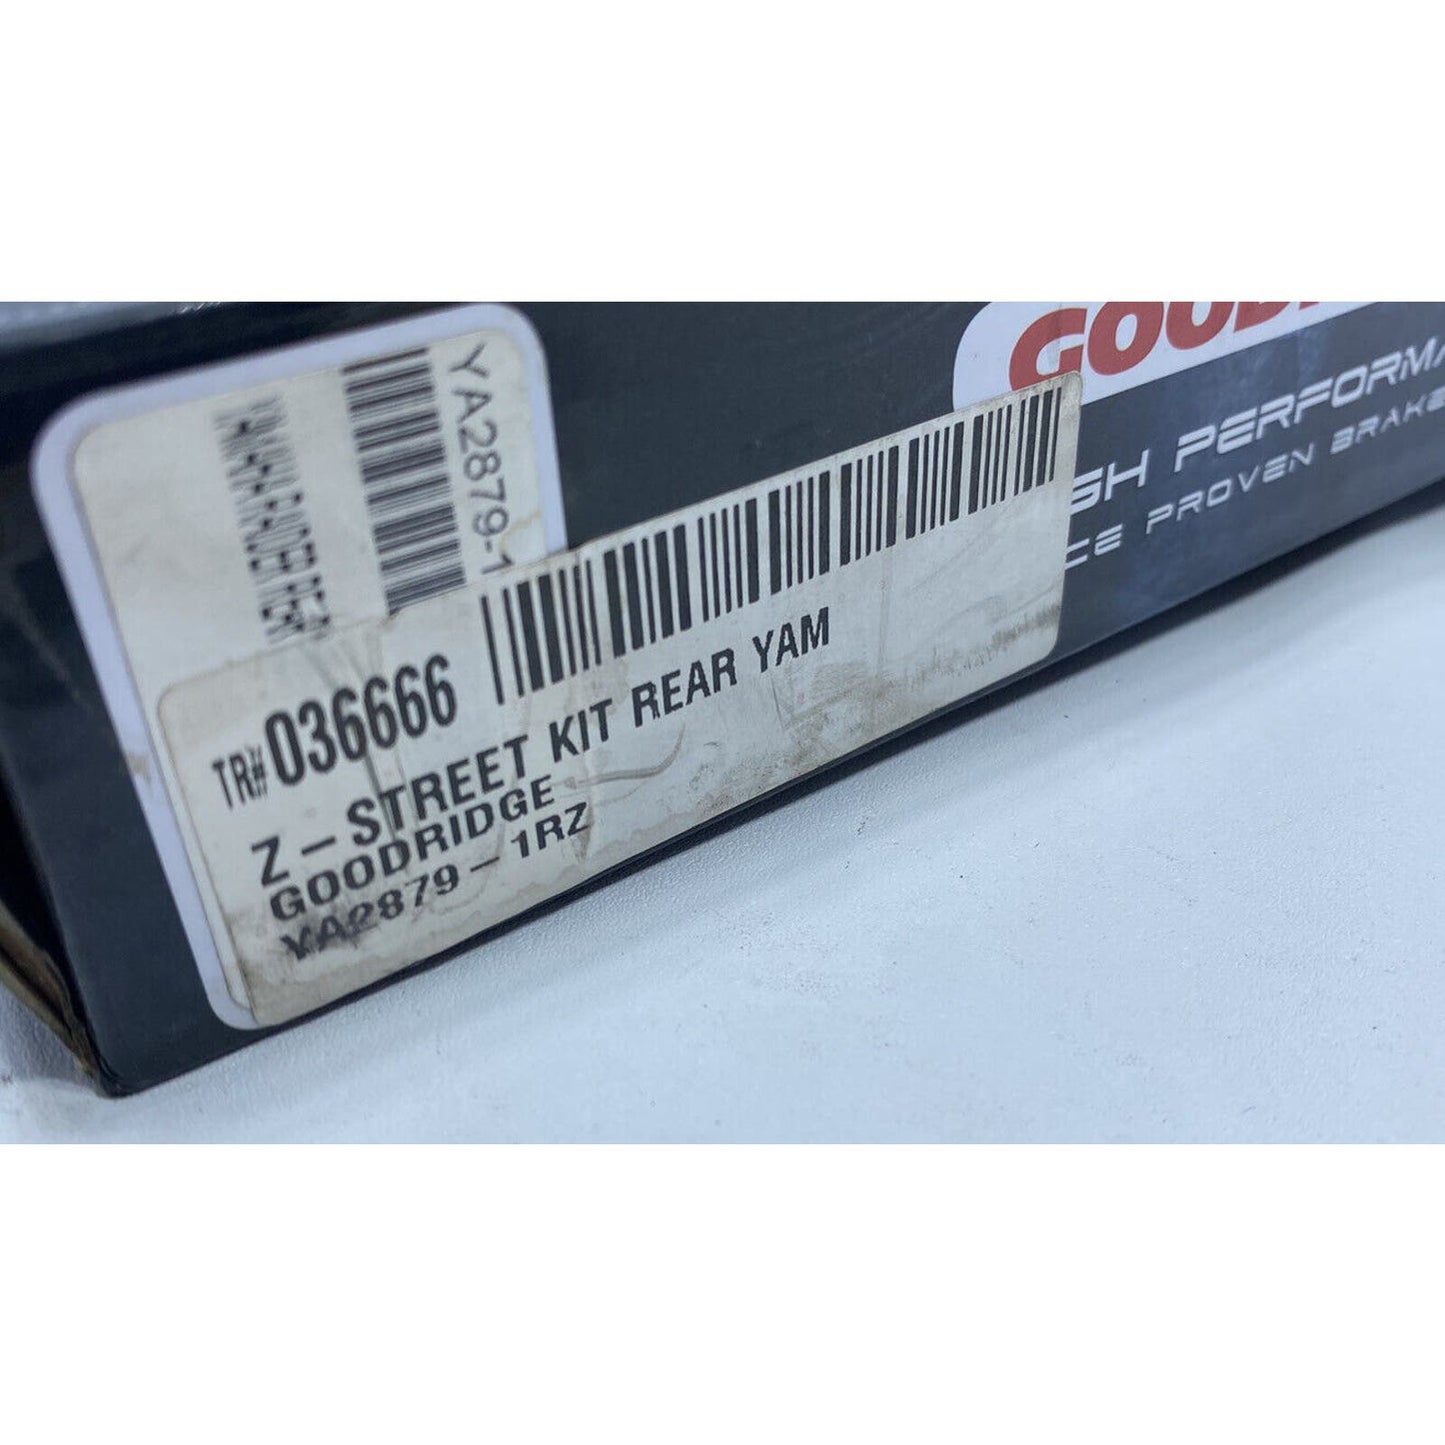 GOOD
GH PERFORMA
CE PROVEN BRAKE
YA2879-1
TR# 036666
Z-STREET KIT REAR YAM
GOODRIDGE
YA2879-1RZ